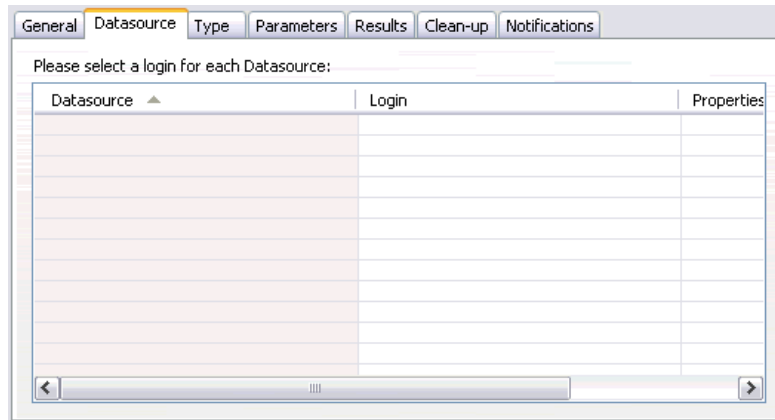 General Datasource Type Parameters Results Clean-up Notifications
Please select a login for each Datasource:
Datasource Login Properties